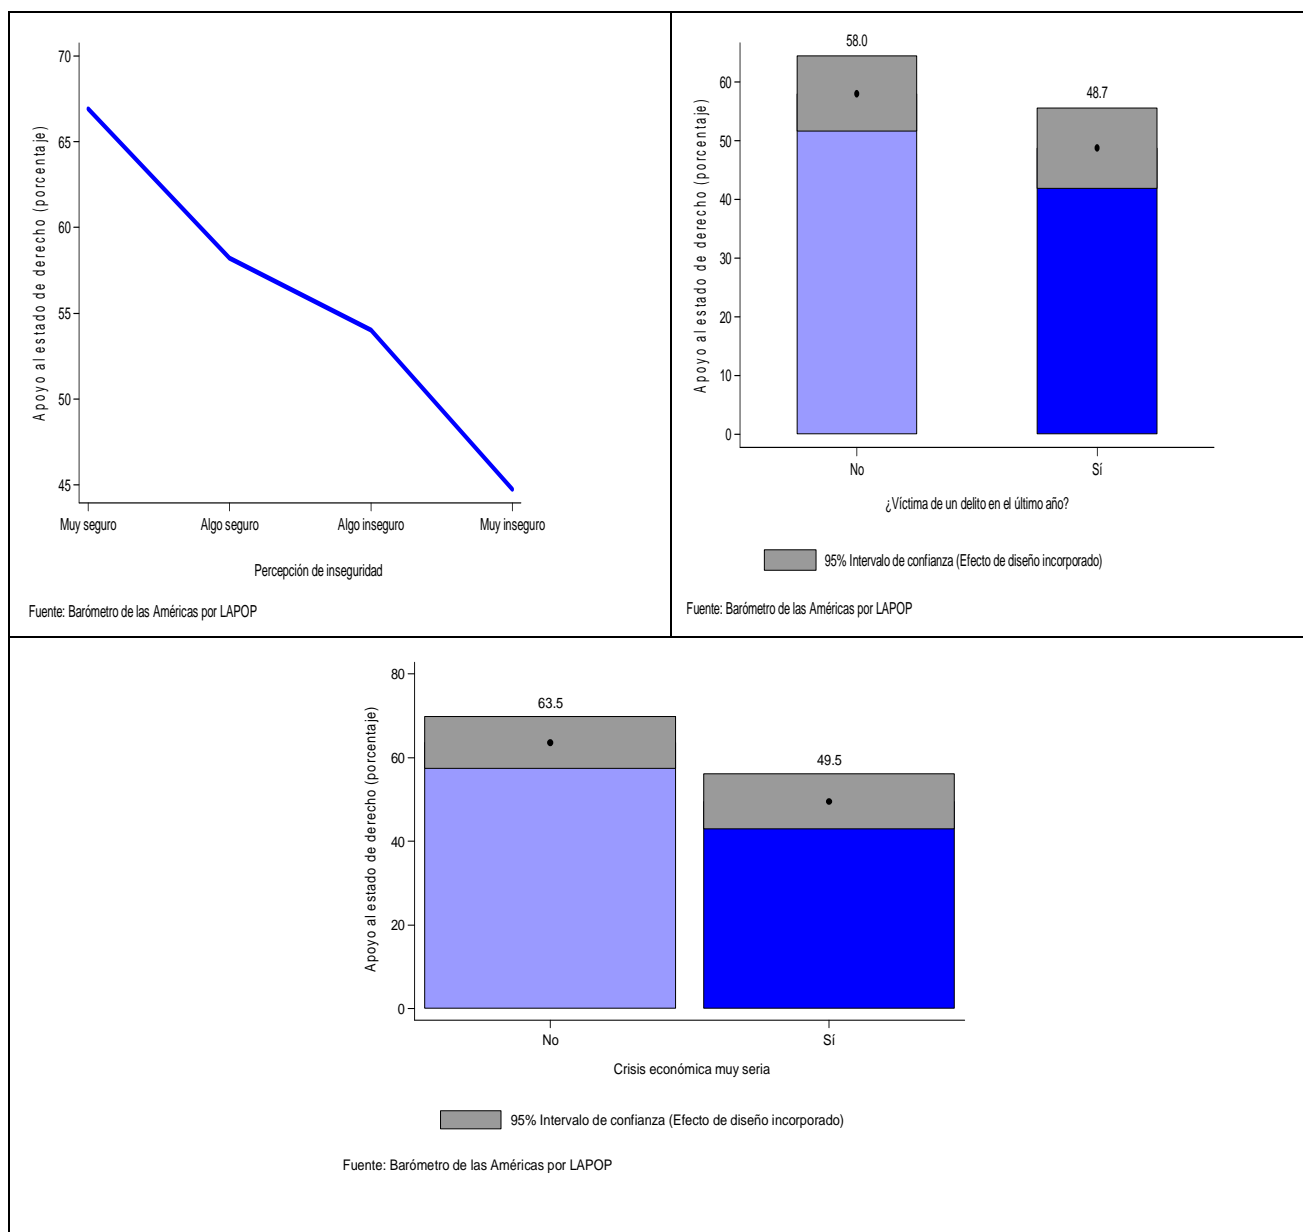 70
65
60
55
50
45
Apoyo al estado de derecho (porcentaje)
Muy seguro Algo seguro Algo inseguro Muy inseguro
Percepción de inseguridad
Fuente: Barómetro de las Américas por LAPOP
58.0
48.7
60
50
40
30
20
10
0
Apoyo al estado de derecho (porcentaje)
No Sí
¿Víctima de un delito en el último año?
95% Intervalo de confianza (Efecto de diseño incorporado)
Fuente: Barómetro de las Américas por LAPOP
80
60
40
20
0
Apoyo al estado de derecho (porcentaje)
63.5
49.5
No Sí
Crisis económica muy seria
95% Intervalo de confianza (Efecto de diseño incorporado)
Fuente: Barómetro de las Américas por LAPOP